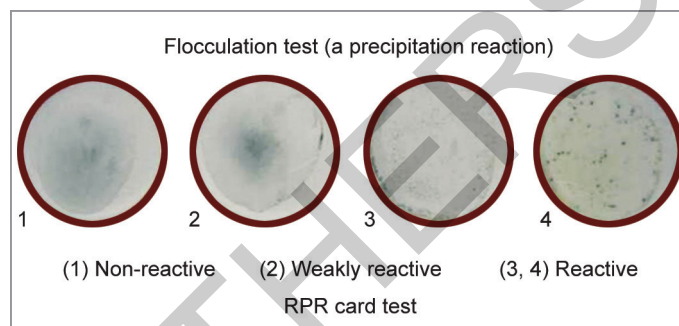 Flocculation test (a precipitation reaction)
1 2 3 4
(1) Non-reactive (2) Weakly reactive (3, 4) Reactive
RPR card test